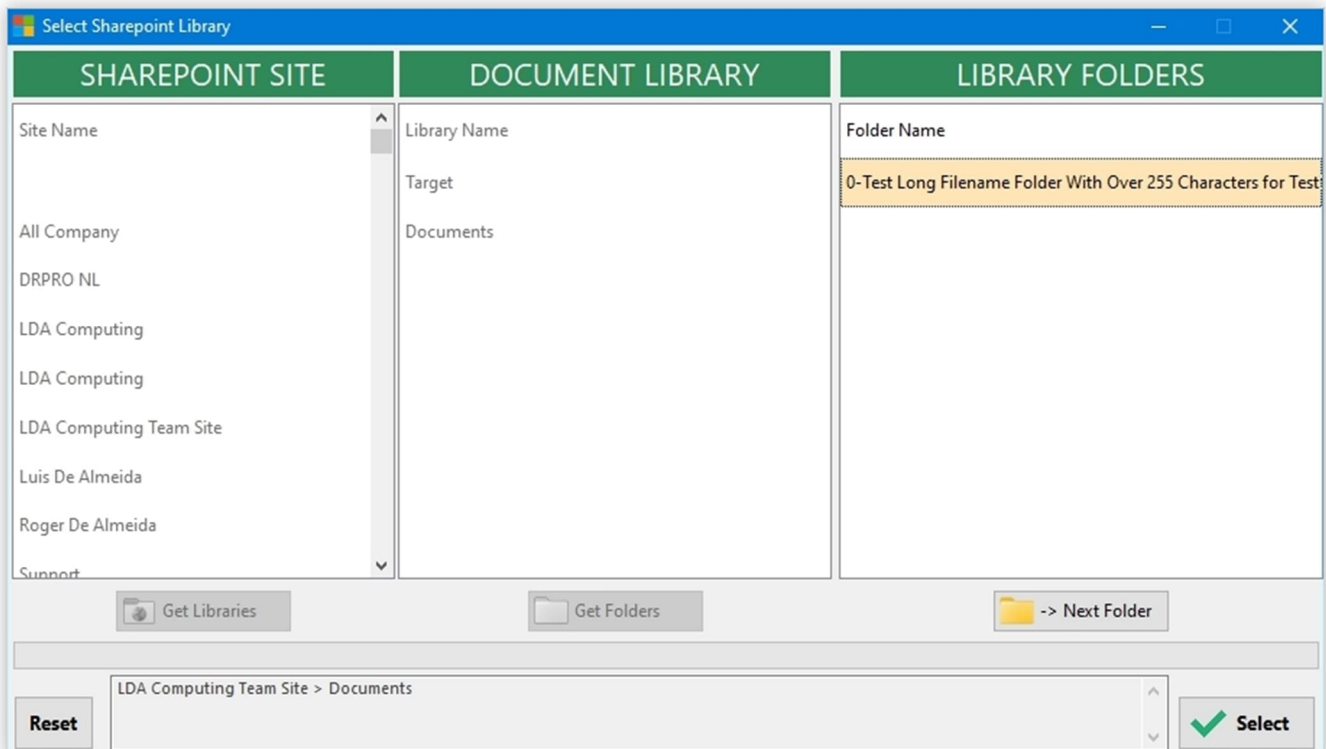 Select Sharepoint Library
SHAREPOINT SITE
DOCUMENT LIBRARY
LIBRARY FOLDERS
Site Name
All Company
DRPRO NL
LDA Computing
LDA Computing
LDA Computing Team Site
Luis De Almeida
Roger De Almeida
Support
Library Name
Target
Documents
Folder Name
0-Test Long Filename Folder With Over 255 Characters for Test
Get Libraries
Get Folders
-> Next Folder
Reset
LDA Computing Team Site > Documents
Select